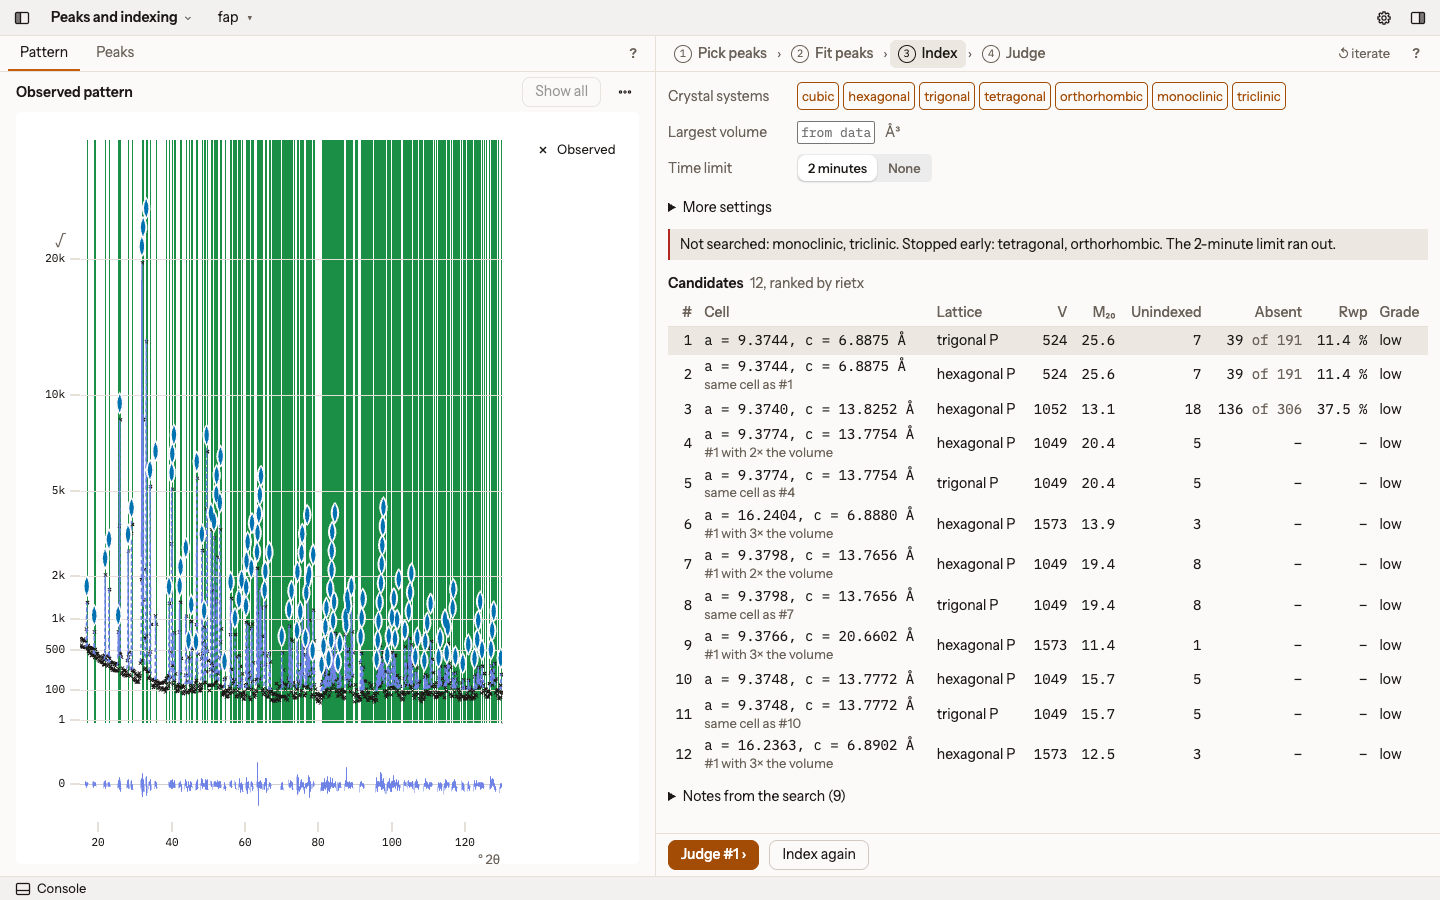 Peaks and indexing
fap
Pattern
Peaks
?
1 Pick peaks › 2 Fit peaks › 3 Index › 4 Judge
iterate
?
Observed pattern
Show all
Observed
√
20k
10k
5k
2k
1k
500
100
1
0
20 40 60 80 100 120
°2θ
Crystal systems
cubic hexagonal trigonal tetragonal orthorhombic monoclinic triclinic
Largest volume from data Å³
Time limit 2 minutes None
More settings
Not searched: monoclinic, triclinic. Stopped early: tetragonal, orthorhombic. The 2-minute limit ran out.
Candidates 12, ranked by rietx
# Cell Lattice V M₂₀ Unindexed Absent Rwp Grade
1 a = 9.3744, c = 6.8875 Å trigonal P 524 25.6 7 39 of 191 11.4 % low
2 a = 9.3744, c = 6.8875 Å hexagonal P 524 25.6 7 39 of 191 11.4 % low
same cell as #1
3 a = 9.3740, c = 13.8252 Å hexagonal P 1052 13.1 18 136 of 306 37.5 % low
4 a = 9.3774, c = 13.7754 Å hexagonal P 1049 20.4 5 – – low
#1 with 2× the volume
5 a = 9.3774, c = 13.7754 Å trigonal P 1049 20.4 5 – – low
same cell as #4
6 a = 16.2404, c = 6.8880 Å hexagonal P 1573 13.9 3 – – low
#1 with 3× the volume
7 a = 9.3798, c = 13.7656 Å hexagonal P 1049 19.4 8 – – low
#1 with 2× the volume
8 a = 9.3798, c = 13.7656 Å trigonal P 1049 19.4 8 – – low
same cell as #7
9 a = 9.3766, c = 20.6602 Å hexagonal P 1573 11.4 1 – – low
#1 with 3× the volume
10 a = 9.3748, c = 13.7772 Å hexagonal P 1049 15.7 5 – – low
11 a = 9.3748, c = 13.7772 Å trigonal P 1049 15.7 5 – – low
same cell as #10
12 a = 16.2363, c = 6.8902 Å hexagonal P 1573 12.5 3 – – low
#1 with 3× the volume
Notes from the search (9)
Judge #1 ›
Index again
Console